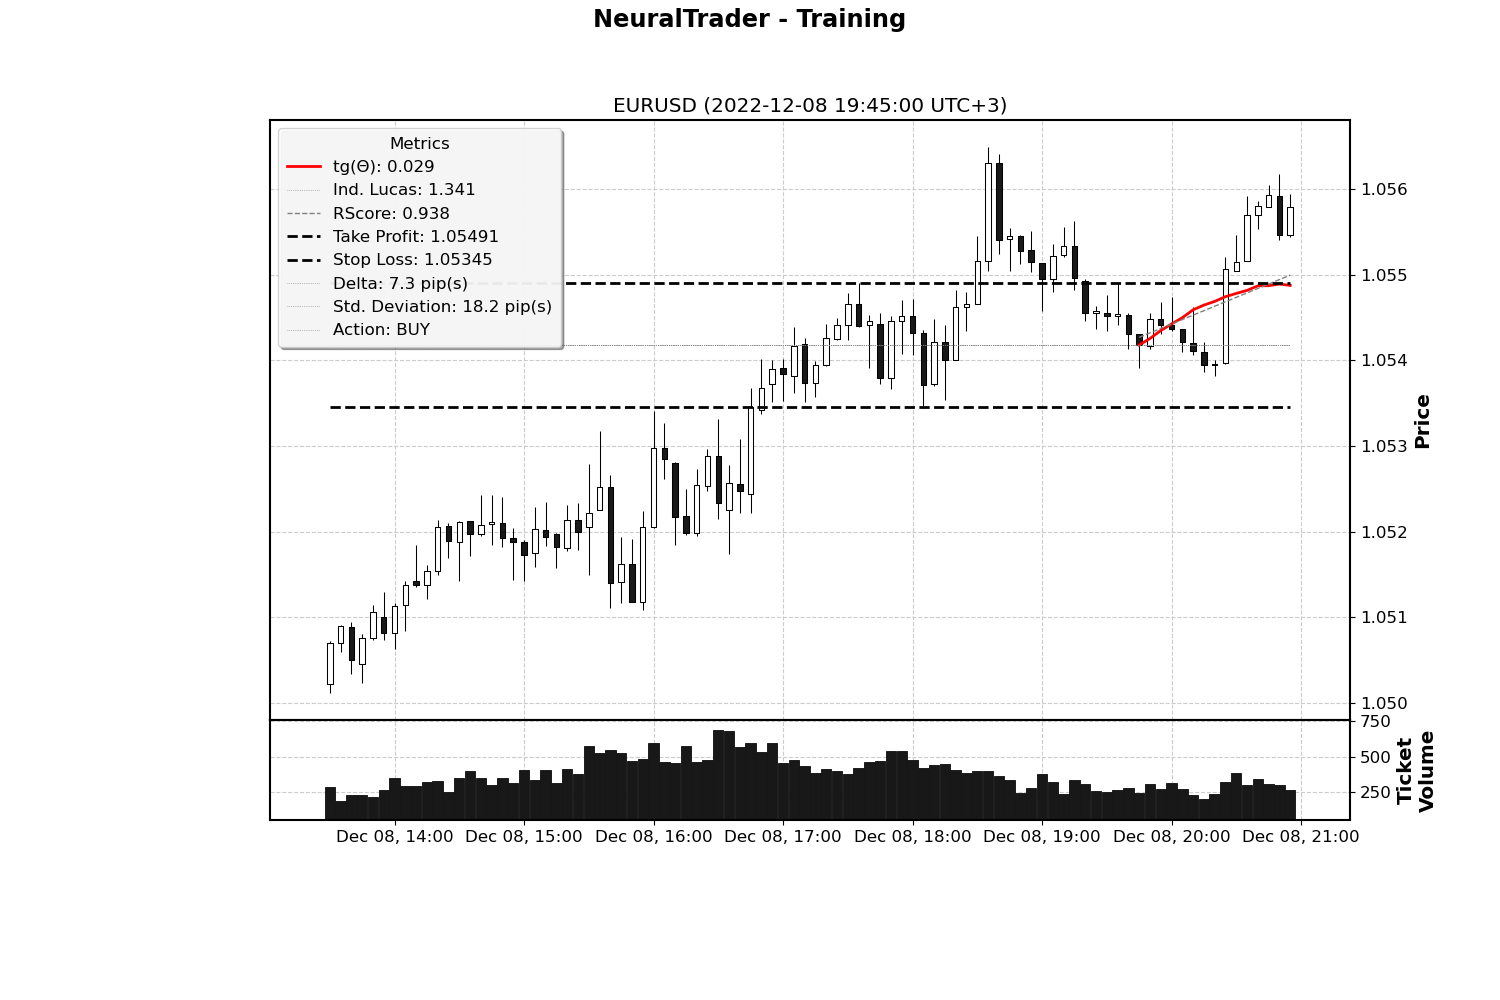 NeuralTrader - Training
EURUSD (2022-12-08 19:45:00 UTC+3)
Metrics
tg(Θ): 0.029
Ind. Lucas: 1.341
RScore: 0.938
Take Profit: 1.05491
Stop Loss: 1.05345
Delta: 7.3 pip(s)
Std. Deviation: 18.2 pip(s)
Action: BUY
1.056
1.055
1.054
1.053
1.052
1.051
1.050
Price
750
500
250
Ticket
Volume
Dec 08, 14:00 Dec 08, 15:00 Dec 08, 16:00 Dec 08, 17:00 Dec 08, 18:00 Dec 08, 19:00 Dec 08, 20:00 Dec 08, 21:00